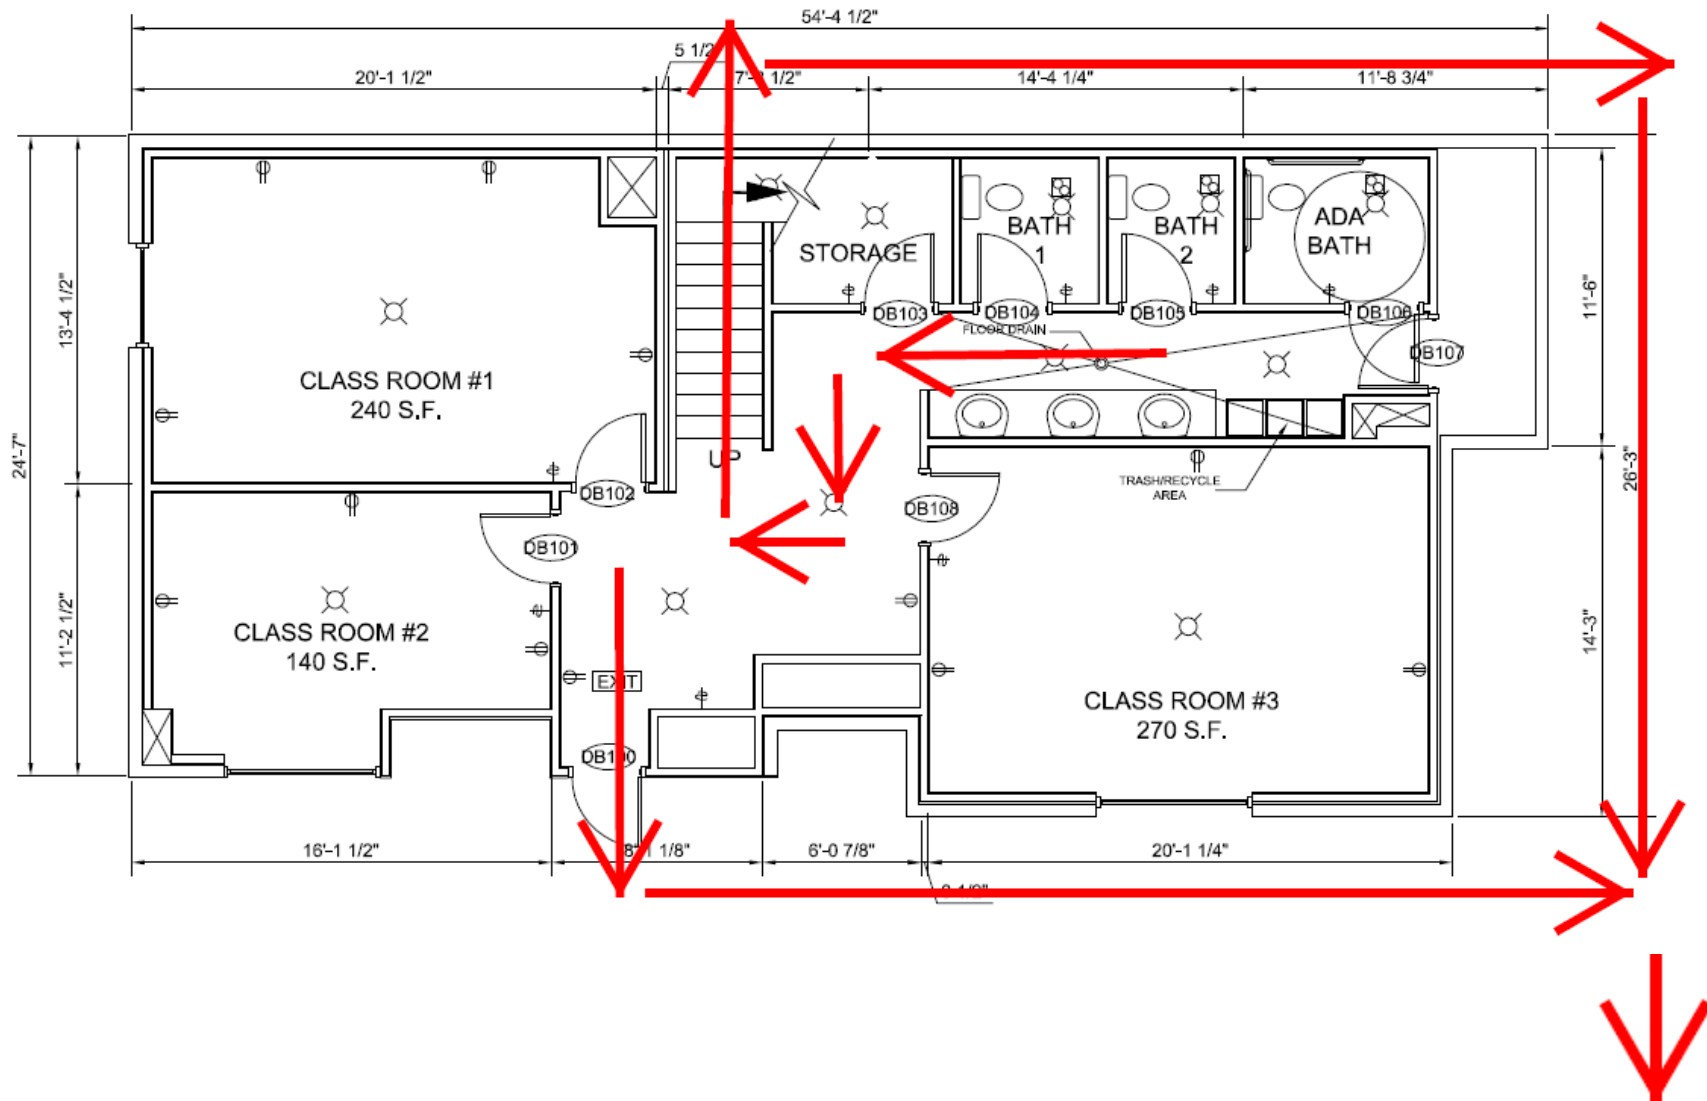 54'-4 1/2"
5 1/2
20'-1 1/2"
14'-4 1/4"
11'-8 3/4"
13'-4 1/2"
24'-7"
11'-2 1/2"
11'-6"
26'-3"
14'-3"
STORAGE
BATH
1
BATH
2
ADA
BATH
DB103
DB104
DB105
DB106
DB107
FLOOR DRAIN
CLASS ROOM #1
240 S.F.
UP
TRASH/RECYCLE
AREA
DB102
DB108
DB101
CLASS ROOM #2
140 S.F.
EXIT
CLASS ROOM #3
270 S.F.
DB100
16'-1 1/2"
1/8"
6'-0 7/8"
20'-1 1/4"